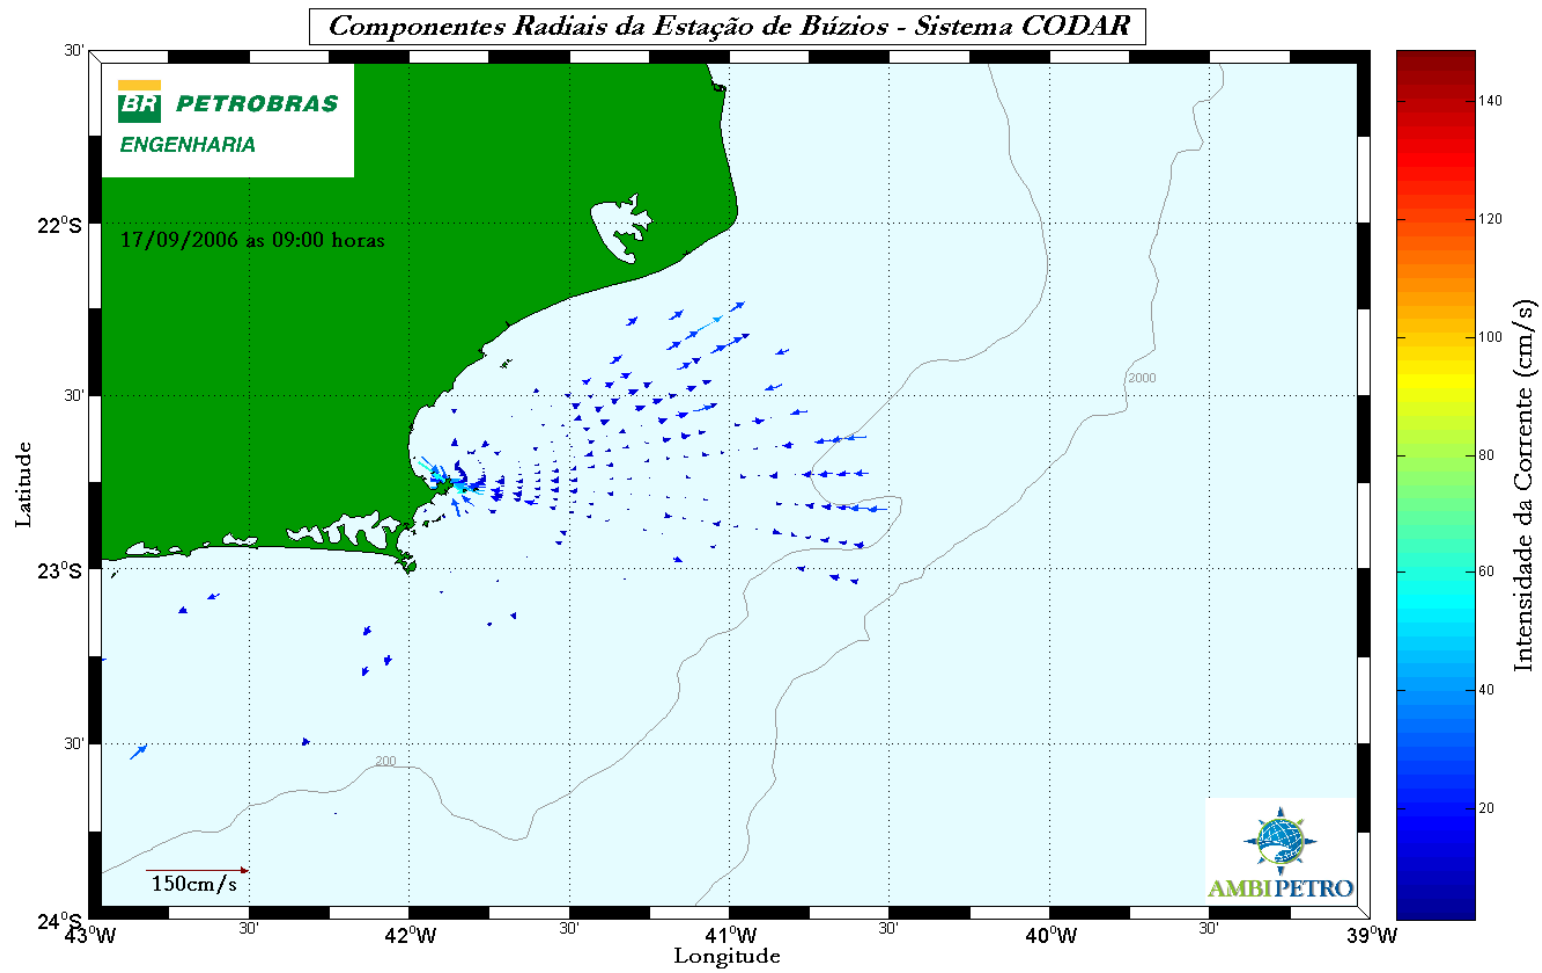 Componentes Radiais da Estação de Búzios - Sistema CODAR
BR PETROBRAS
ENGENHARIA
17/09/2006 as 09:00 horas
30'
22°S
30'
23°S
30'
24°S
43°W
30'
42°W
30'
41°W
30'
40°W
30'
39°W
Latitude
Longitude
2000
200
150cm/s
AMBIPETRO
140
120
100
80
60
40
20
Intensidade da Corrente (cm/s)